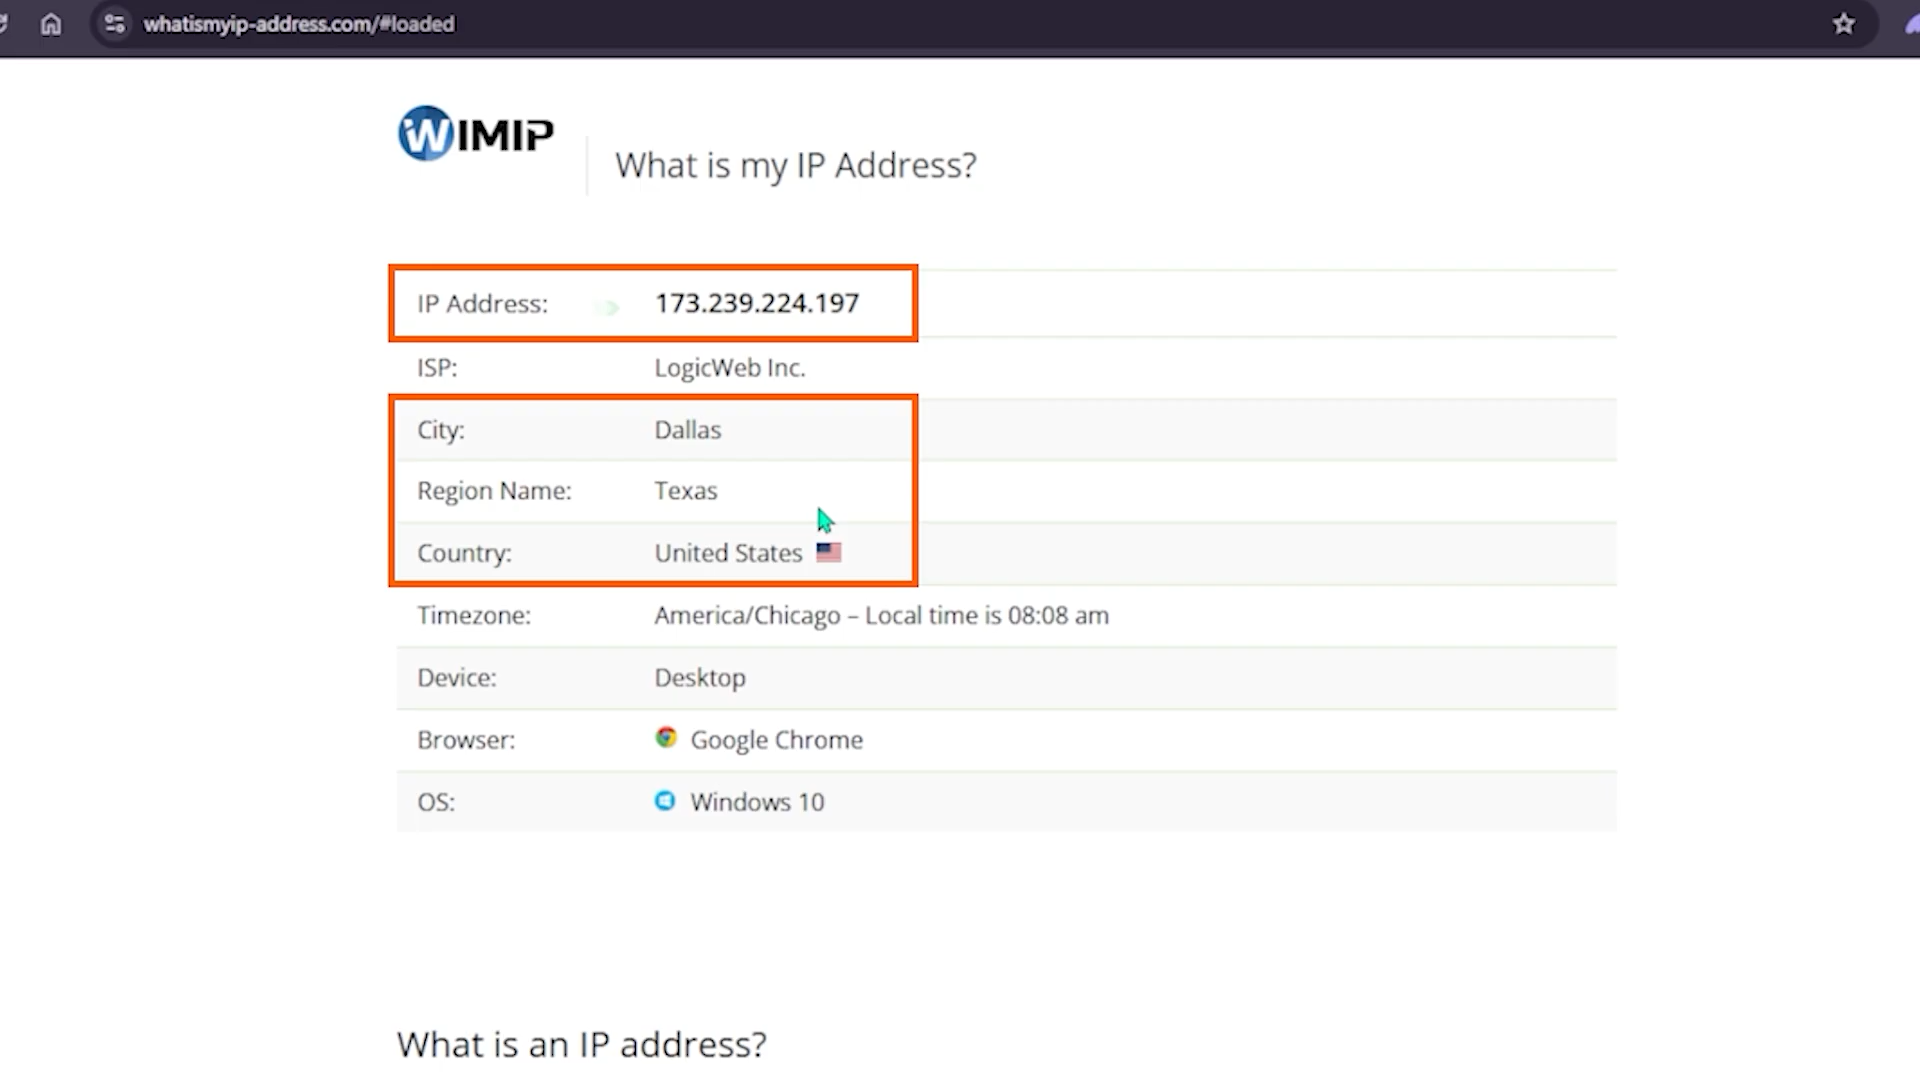 whatismyip-address.com/#loaded
WIMIP
What is my IP Address?
IP Address: 173.239.224.197
ISP: LogicWeb Inc.
City: Dallas
Region Name: Texas
Country: United States
Timezone: America/Chicago – Local time is 08:08 am
Device: Desktop
Browser: Google Chrome
OS: Windows 10
What is an IP address?